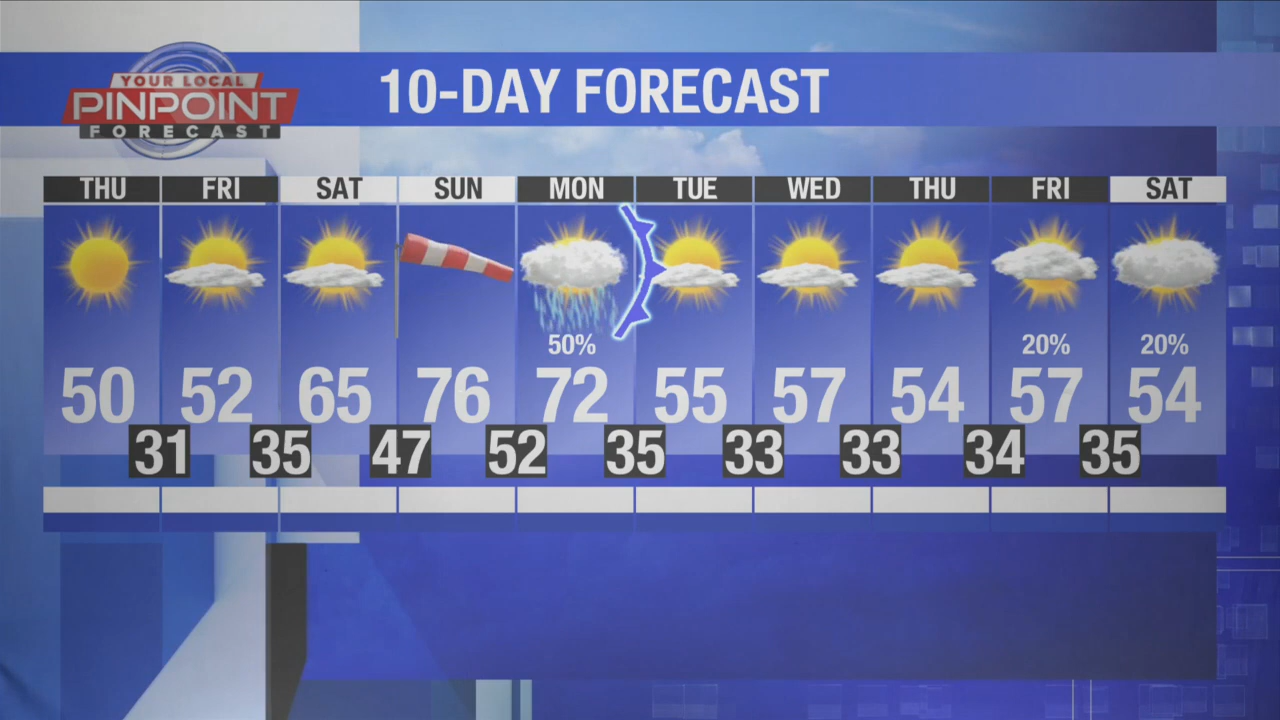 YOUR LOCAL
PINPOINT
FORECAST
10-DAY FORECAST
THU FRI SAT SUN MON TUE WED THU FRI SAT
50% 20% 20%
50 52 65 76 72 55 57 54 57 54
31 35 47 52 35 33 33 34 35